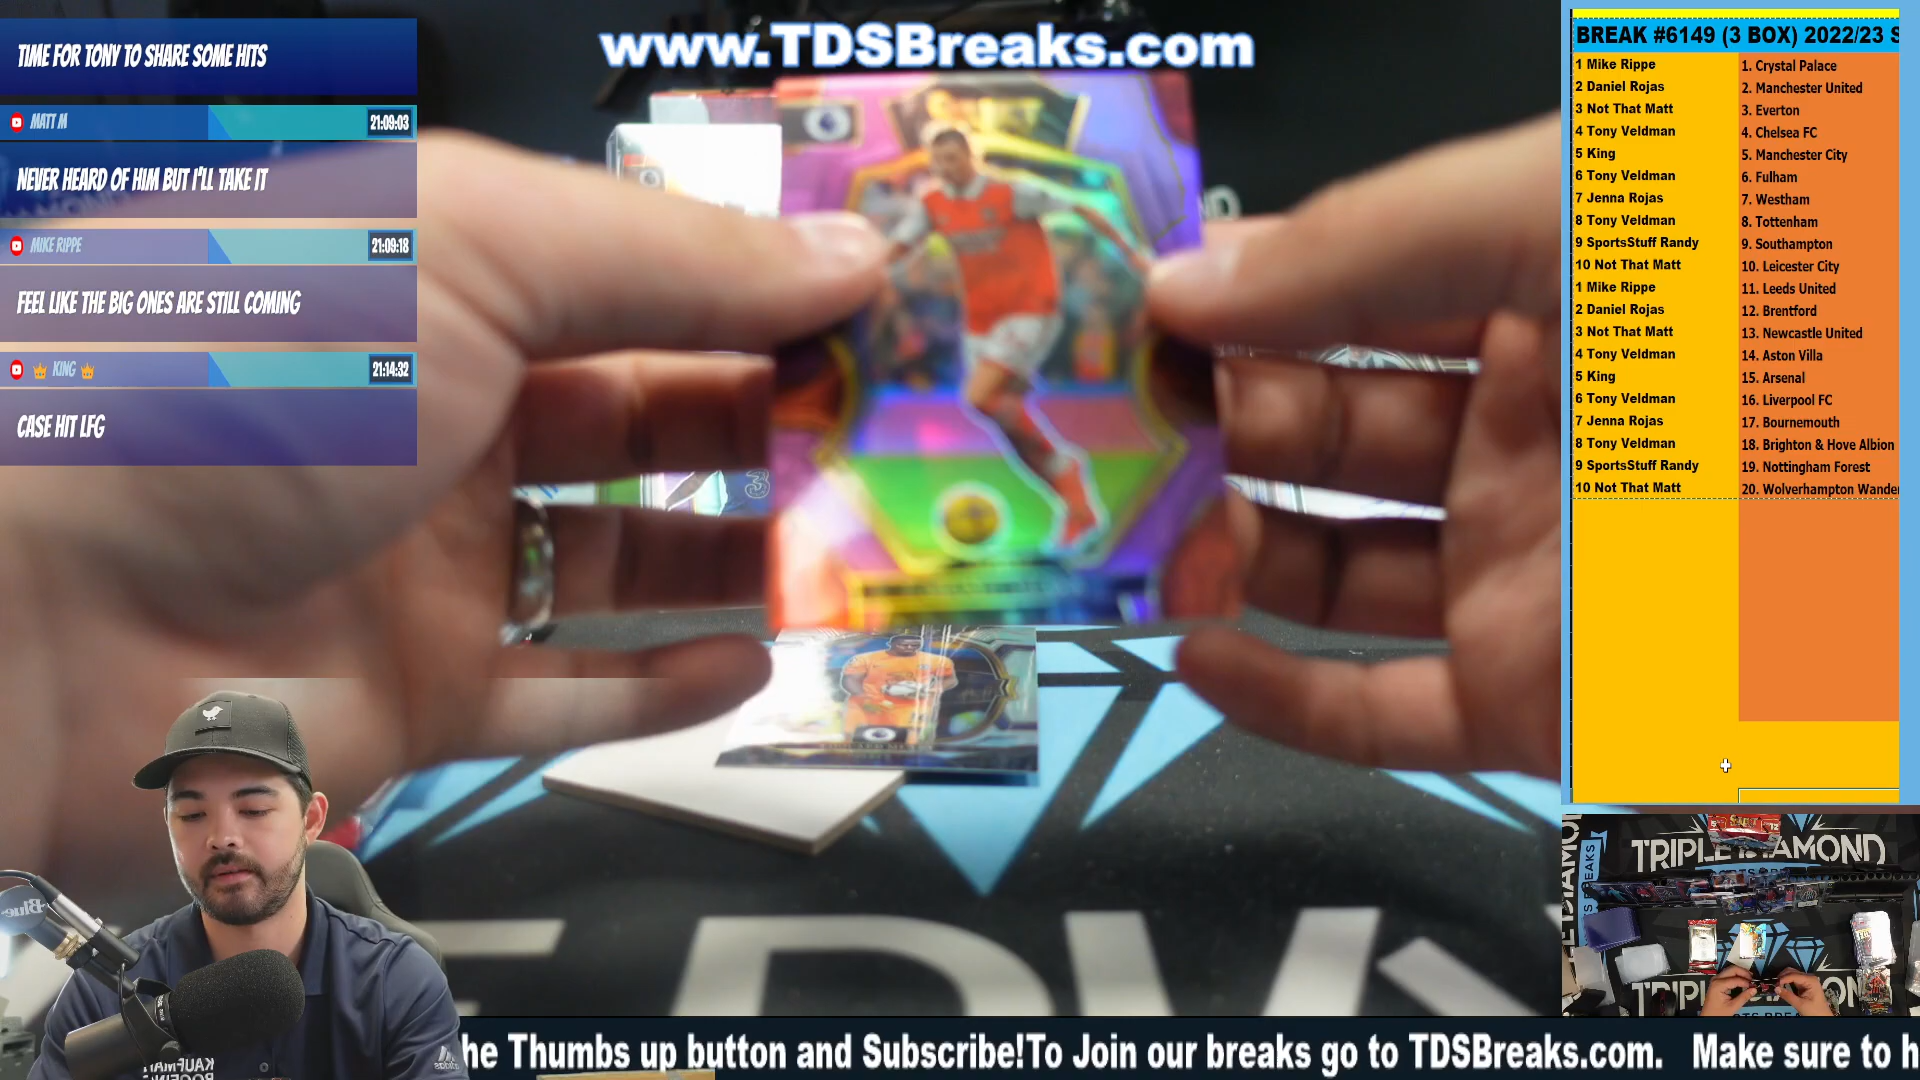 www.TDSBreaks.com
TIME FOR TONY TO SHARE SOME HITS
MATT M
21:09:03
NEVER HEARD OF HIM BUT I'LL TAKE IT
MIKE RIPPE
21:09:18
FEEL LIKE THE BIG ONES ARE STILL COMING
KING
21:14:32
CASE HIT LFG
BREAK #6149 (3 BOX) 2022/23 S
1 Mike Rippe 1. Crystal Palace
2 Daniel Rojas 2. Manchester United
3 Not That Matt 3. Everton
4 Tony Veldman 4. Chelsea FC
5 King 5. Manchester City
6 Tony Veldman 6. Fulham
7 Jenna Rojas 7. Westham
8 Tony Veldman 8. Tottenham
9 SportsStuff Randy 9. Southampton
10 Not That Matt 10. Leicester City
1 Mike Rippe 11. Leeds United
2 Daniel Rojas 12. Brentford
3 Not That Matt 13. Newcastle United
4 Tony Veldman 14. Aston Villa
5 King 15. Arsenal
6 Tony Veldman 16. Liverpool FC
7 Jenna Rojas 17. Bournemouth
8 Tony Veldman 18. Brighton & Hove Albion
9 SportsStuff Randy 19. Nottingham Forest
10 Not That Matt 20. Wolverhampton Wande
he Thumbs up button and Subscribe!To Join our breaks go to TDSBreaks.com. Make sure to h